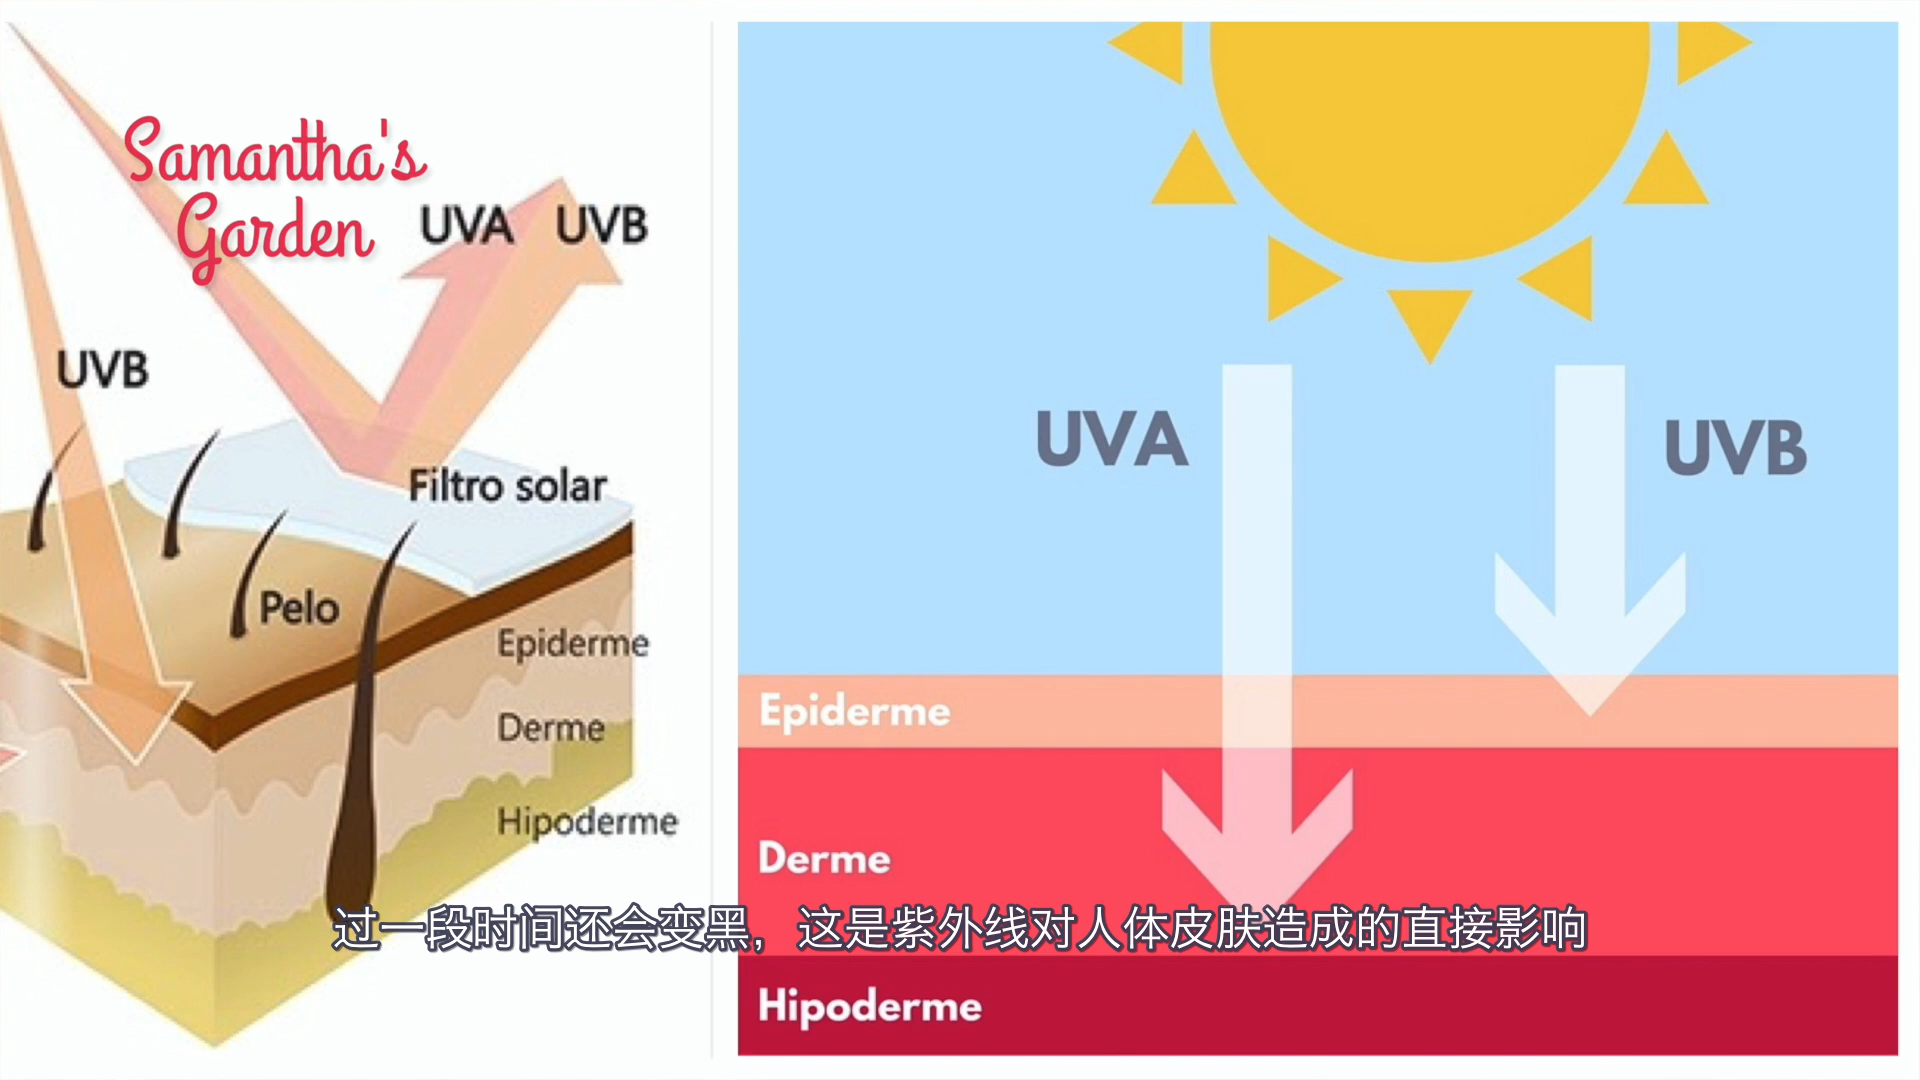 Samantha's
Garden
UVA UVB
UVB
Filtro solar
Pelo
Epiderme
Derme
Hipoderme
UVA
UVB
Epiderme
Derme
Hipoderme
过一段时间还会变黑，这是紫外线对人体皮肤造成的直接影响